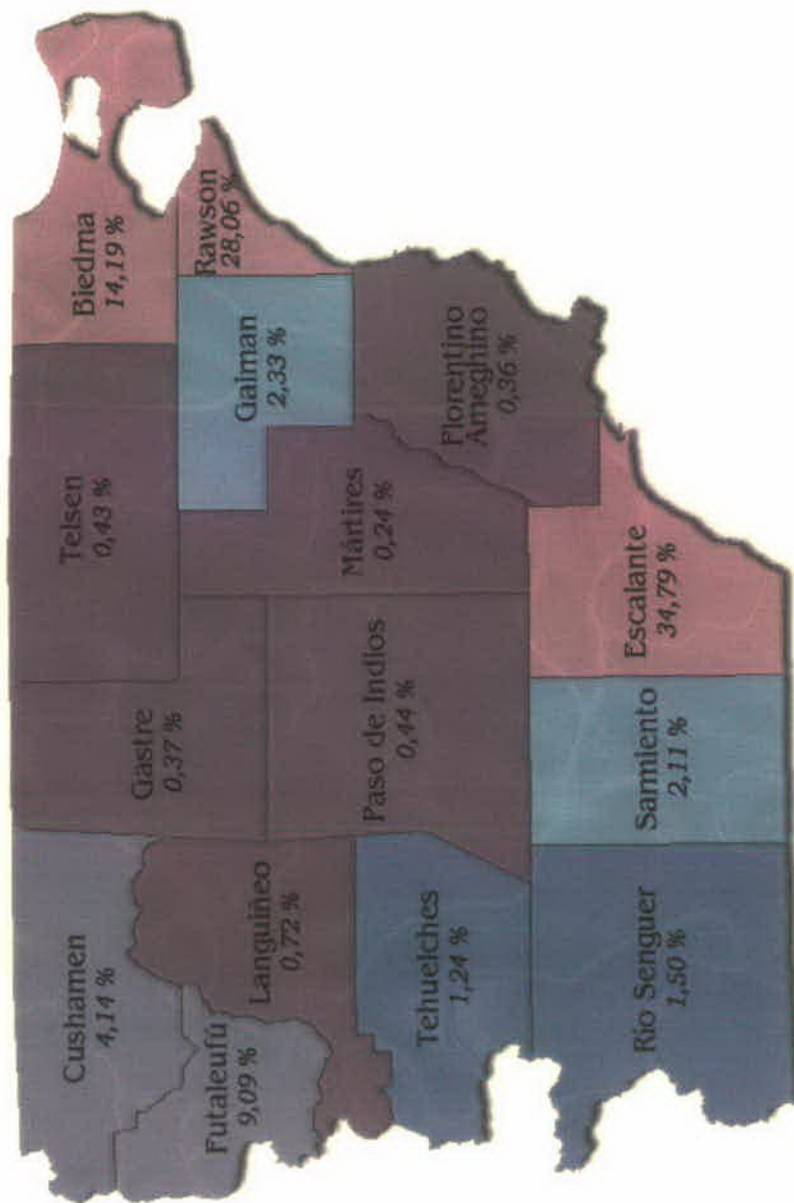 Cushamen
4,14 %
Futaleufú
9,09 %
Languiñeo
0,72 %
Tehuelches
1,24 %
Río Senguer
1,50 %
Gastre
0,37 %
Paso de Indios
0,44 %
Sarmiento
2,11 %
Telsen
0,43 %
Mártires
0,24 %
Escalante
34,79 %
Biedma
14,19 %
Gaiman
2,33 %
Rawson
28,06 %
Florentino
Ameghino
0,36 %